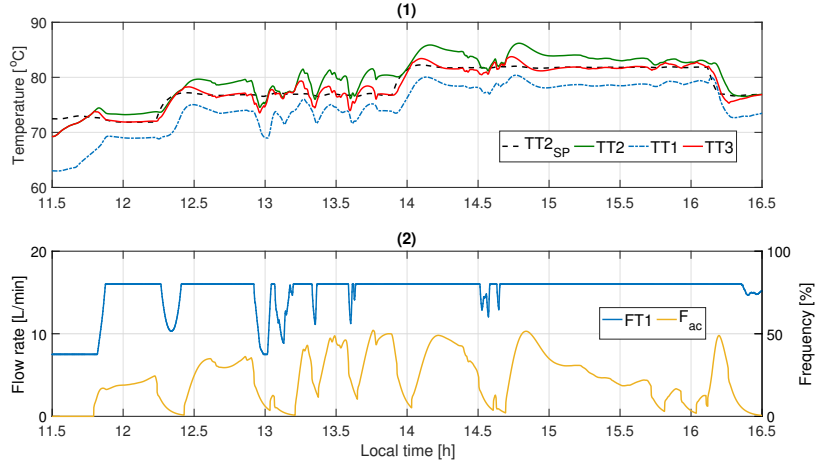 (1)
Temperature [°C]
90
80
70
60
TT2SP TT2 TT1 TT3
11.5 12 12.5 13 13.5 14 14.5 15 15.5 16 16.5
(2)
Flow rate [L/min]
20
10
0
100
50
0
Frequency [%]
FT1 Fac
11.5 12 12.5 13 13.5 14 14.5 15 15.5 16 16.5
Local time [h]